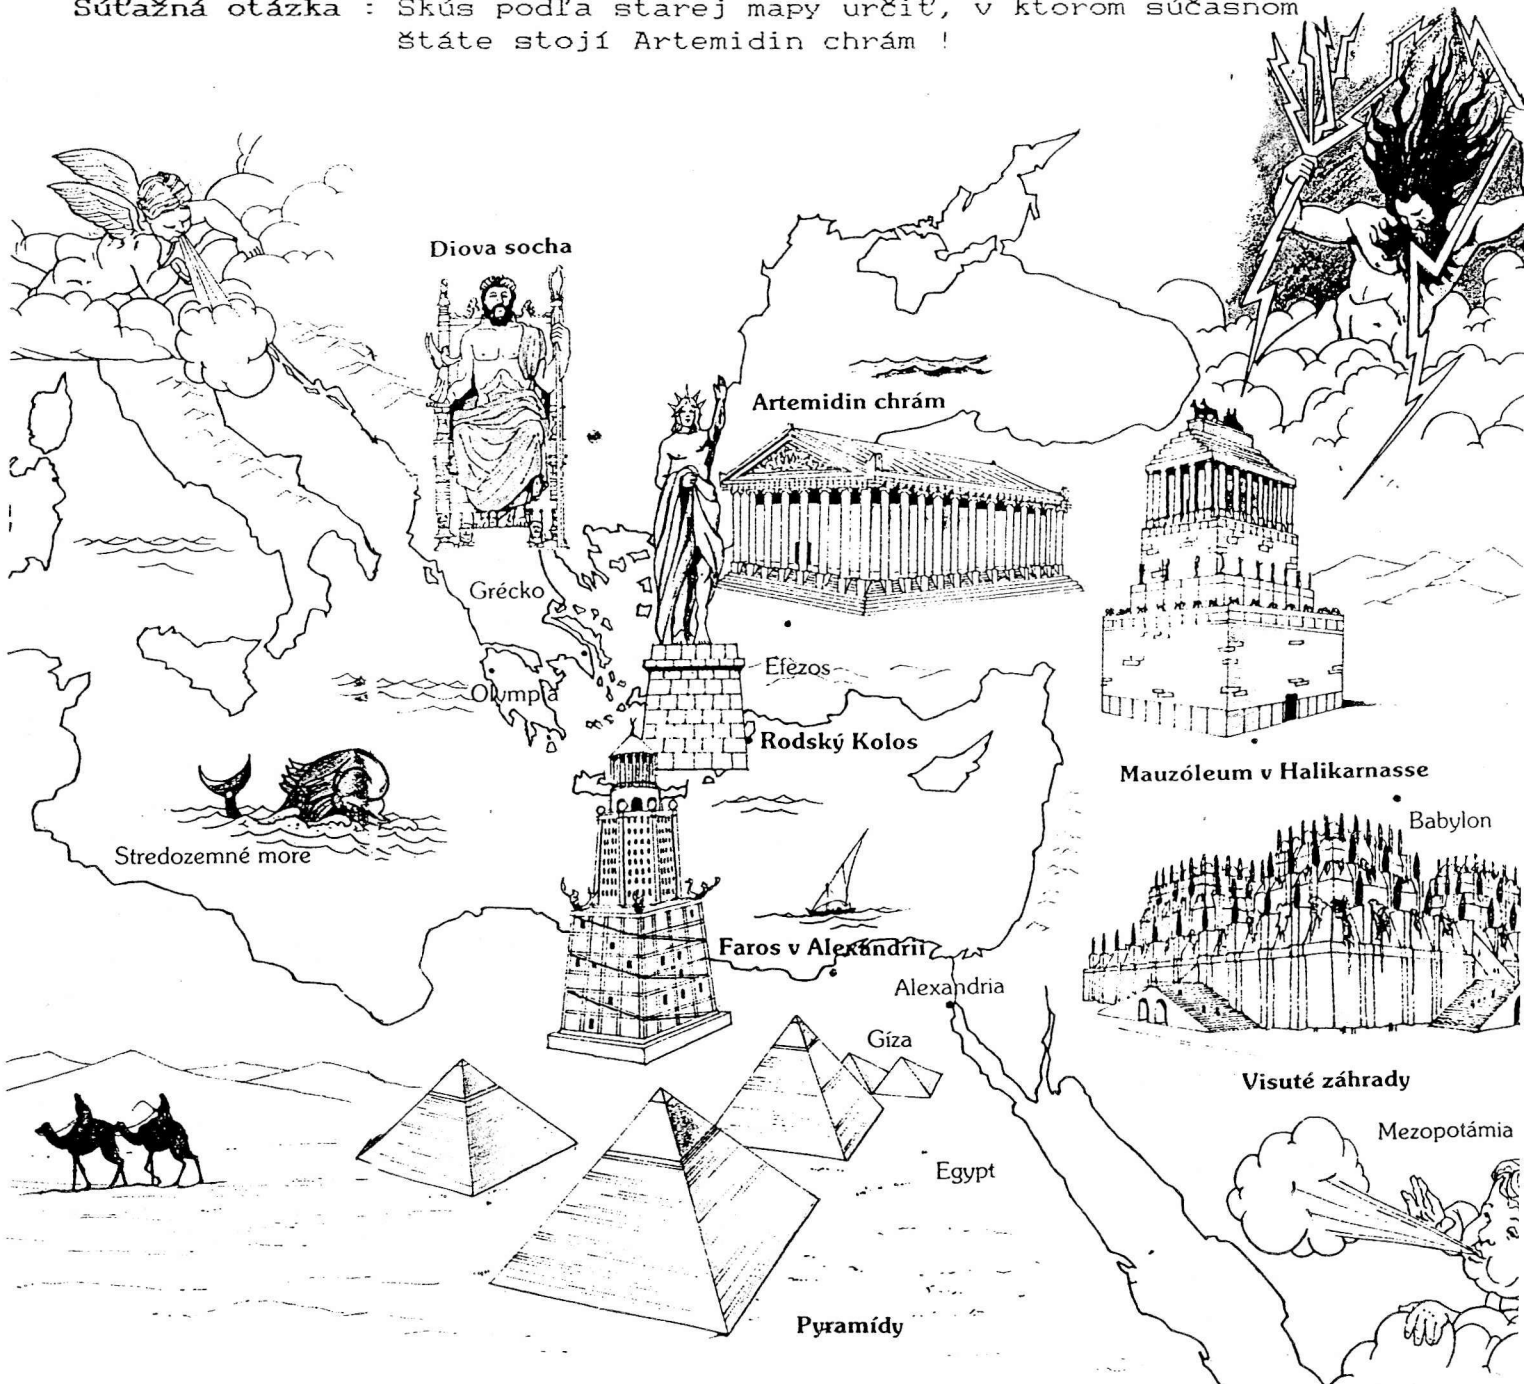 Súťažná otázka : Skús podľa starej mapy určiť, v ktorom súčasnom
štáte stojí Artemidin chrám !
Diova socha
Artemidin chrám
Grécko
Efezos
Olympia
Rodský Kolos
Mauzóleum v Halikarnasse
Babylon
Stredozemné more
Faros v Alexandrii
Alexandria
Gíza
Visuté záhrady
Mezopotámia
Egypt
Pyramídy